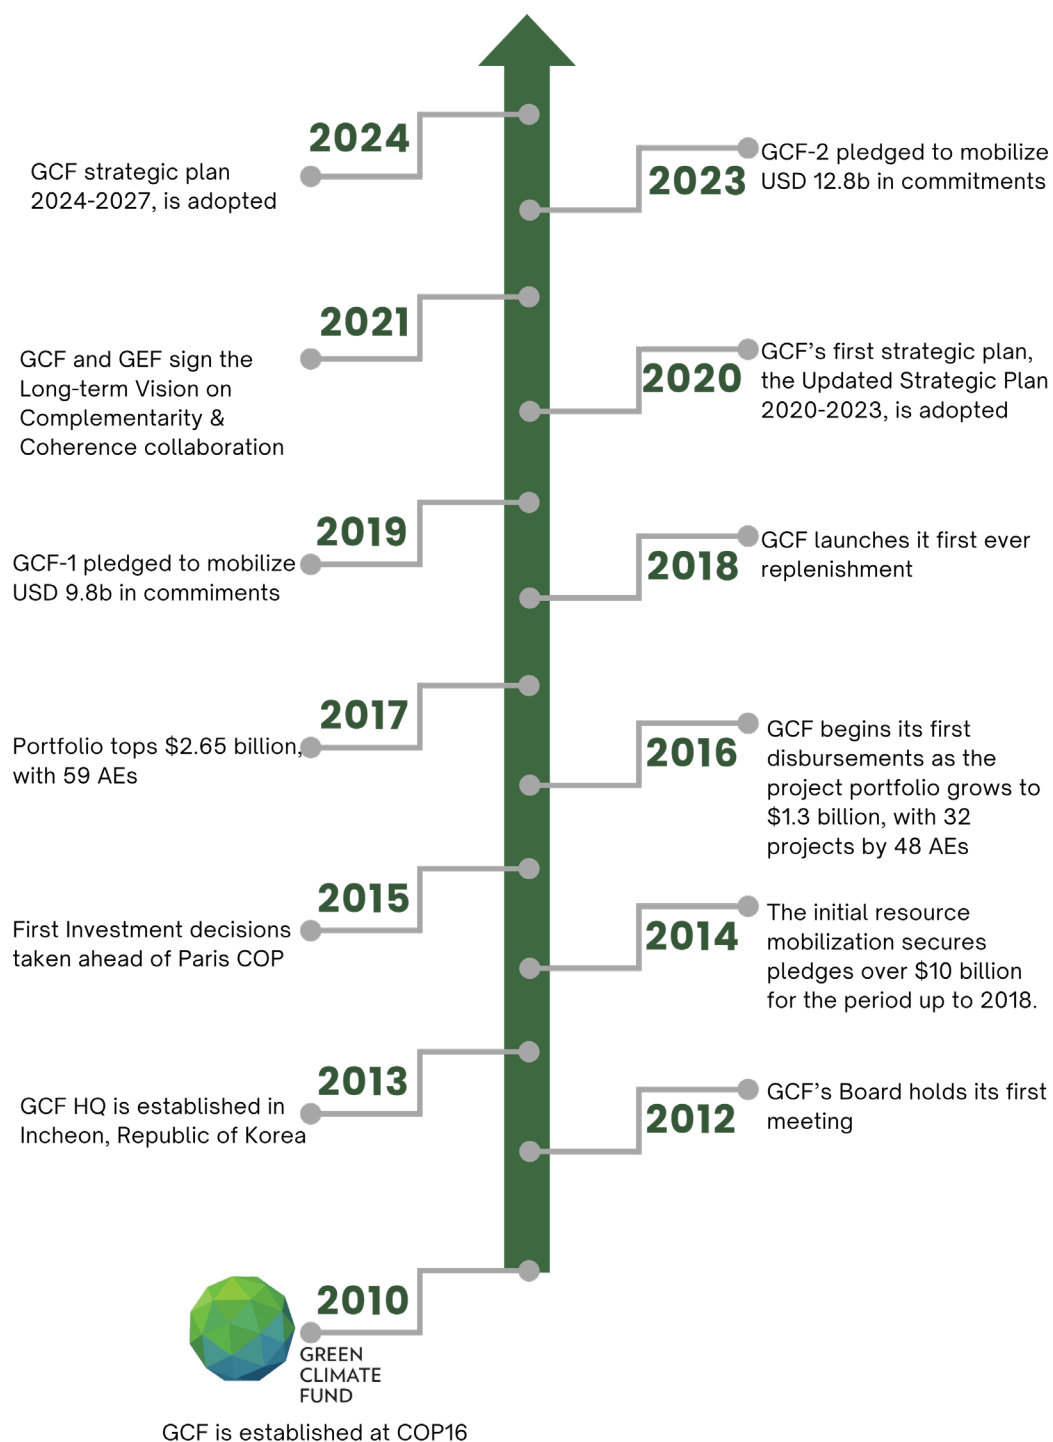 2024
GCF strategic plan
2024-2027, is adopted
2023
GCF-2 pledged to mobilize
USD 12.8b in commitments
2021
GCF and GEF sign the
Long-term Vision on
Complementarity &
Coherence collaboration
2020
GCF's first strategic plan,
the Updated Strategic Plan
2020-2023, is adopted
2019
GCF-1 pledged to mobilize
USD 9.8b in commiments
2018
GCF launches it first ever
replenishment
2017
Portfolio tops $2.65 billion,
with 59 AEs
2016
GCF begins its first
disbursements as the
project portfolio grows to
$1.3 billion, with 32
projects by 48 AEs
2015
First Investment decisions
taken ahead of Paris COP
2014
The initial resource
mobilization secures
pledges over $10 billion
for the period up to 2018.
2013
GCF HQ is established in
Incheon, Republic of Korea
2012
GCF's Board holds its first
meeting
2010
GREEN
CLIMATE
FUND
GCF is established at COP16